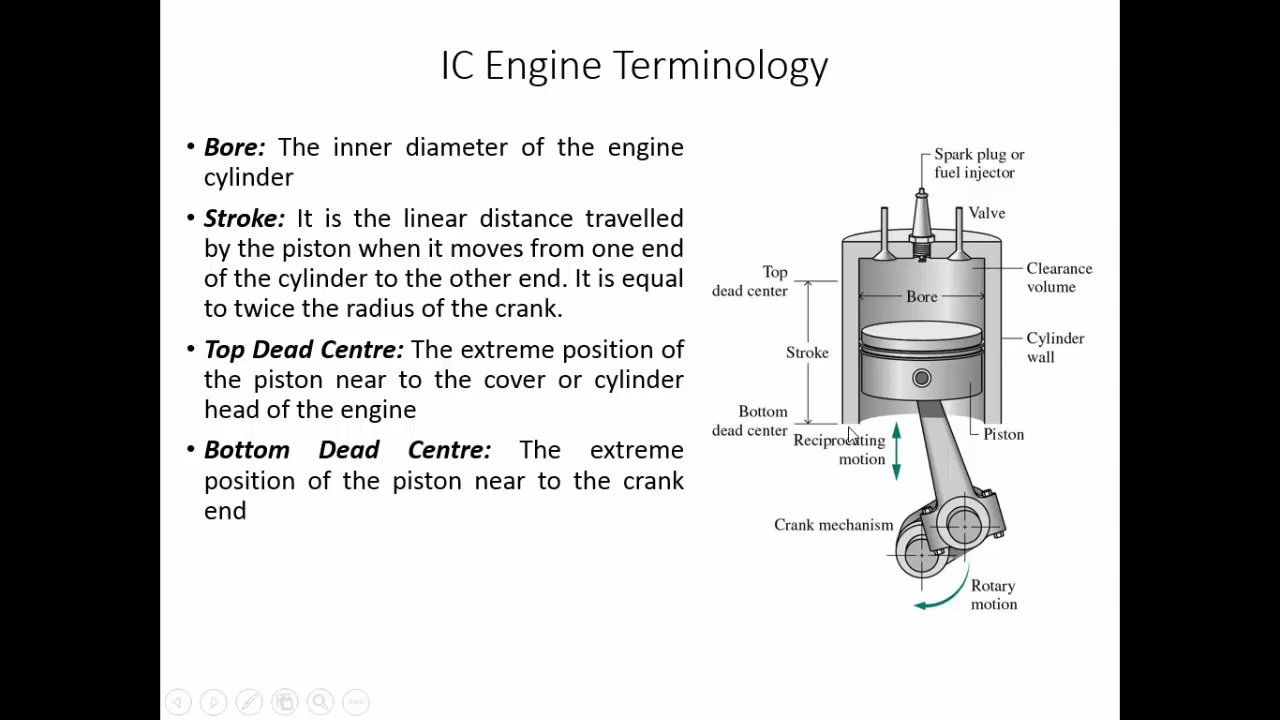 IC Engine Terminology
• Bore: The inner diameter of the engine
cylinder
• Stroke: It is the linear distance travelled
by the piston when it moves from one end
of the cylinder to the other end. It is equal
to twice the radius of the crank.
• Top Dead Centre: The extreme position of
the piston near to the cover or cylinder
head of the engine
• Bottom Dead Centre: The extreme
position of the piston near to the crank
end
Spark plug or
fuel injector
Valve
Top
dead center
Clearance
volume
Bore
Stroke
Cylinder
wall
Bottom
dead center
Piston
Reciprocating
motion
Crank mechanism
Rotary
motion